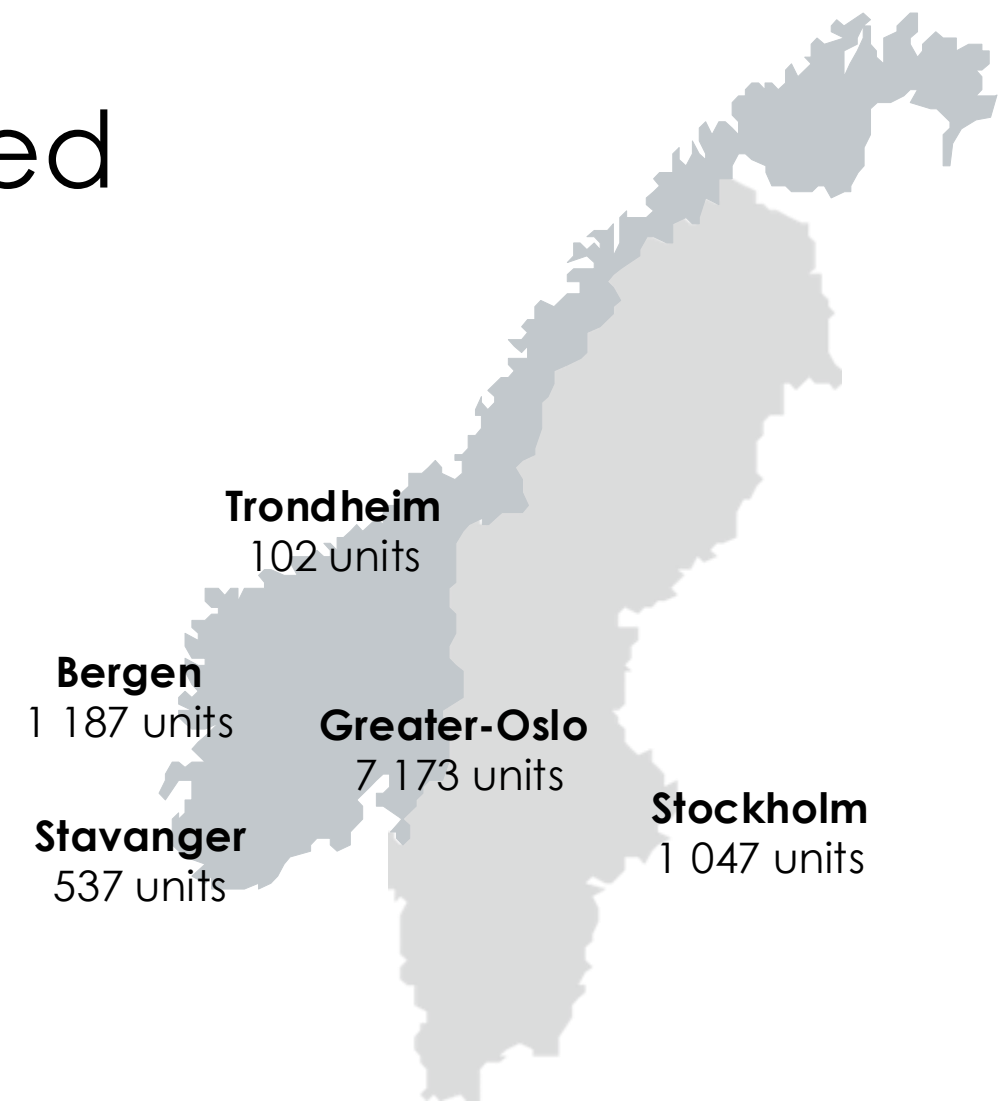 ed
Trondheim
102 units
Bergen
1 187 units
Greater-Oslo
7 173 units
Stockholm
1 047 units
Stavanger
537 units